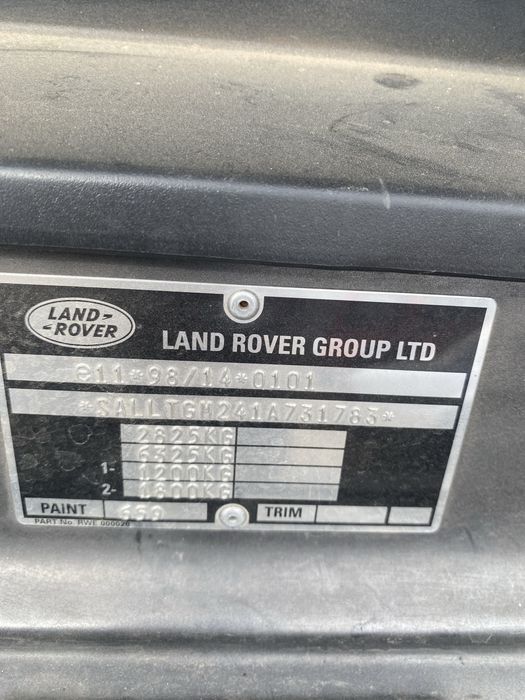 LAND-
-ROVER
LAND ROVER GROUP LTD
e11*98/14*0101
*SALLTGM241A731783*
2825KG
6325KG
1- 1200KG
2- 1800KG
PAINT 659 TRIM
PART No. RWE 000020